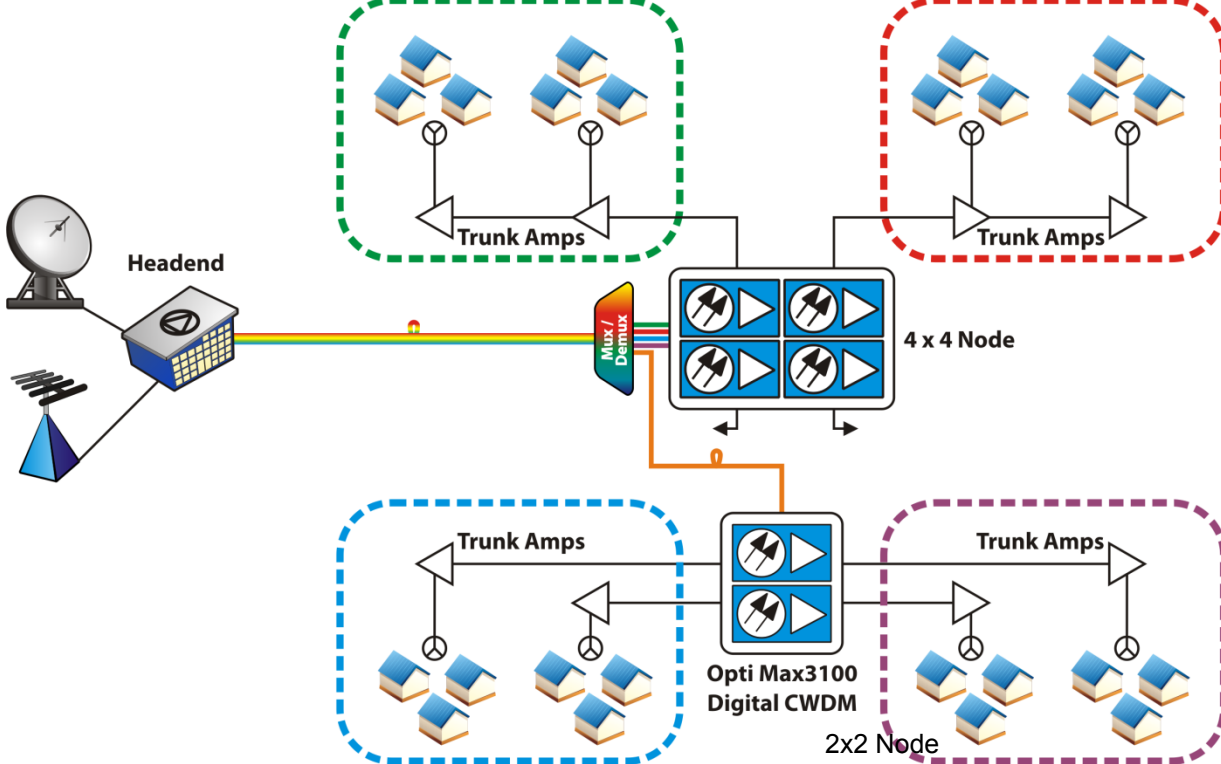 Trunk Amps
Trunk Amps
Headend
Mux /
Demux
4 x 4 Node
Trunk Amps
Trunk Amps
Opti Max3100
Digital CWDM
2x2 Node